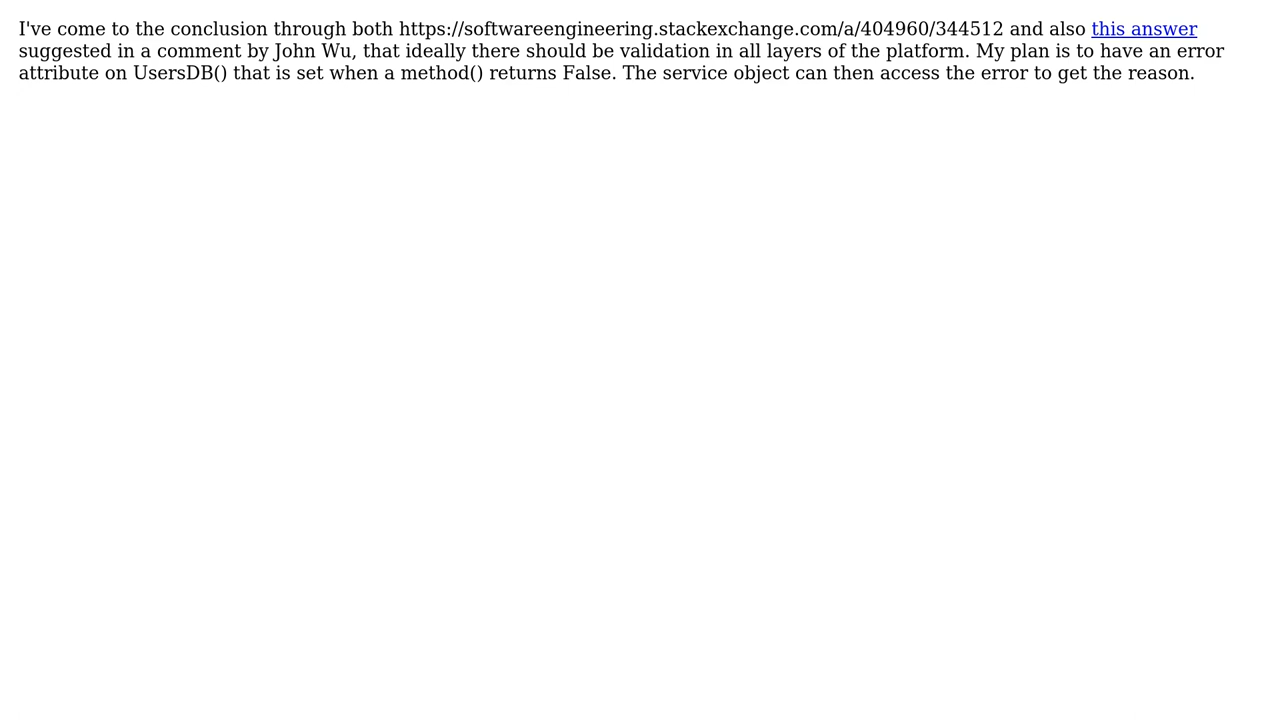 I've come to the conclusion through both https://softwareengineering.stackexchange.com/a/404960/344512 and also this answer
suggested in a comment by John Wu, that ideally there should be validation in all layers of the platform. My plan is to have an error
attribute on UsersDB() that is set when a method() returns False. The service object can then access the error to get the reason.